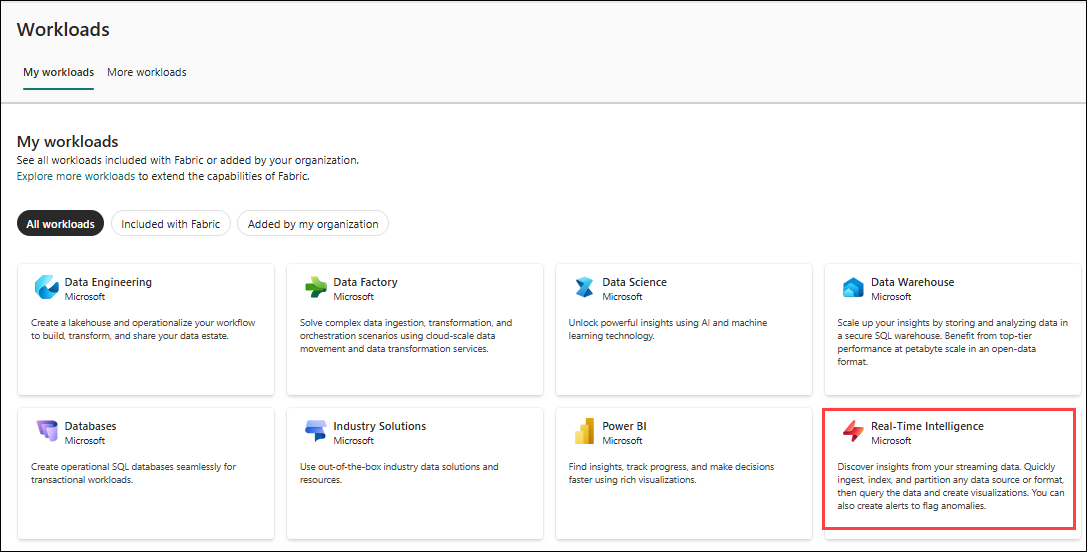 Workloads
My workloads
More workloads
My workloads
See all workloads included with Fabric or added by your organization.
Explore more workloads to extend the capabilities of Fabric.
All workloads
Included with Fabric
Added by my organization
Data Engineering
Microsoft
Create a lakehouse and operationalize your workflow
to build, transform, and share your data estate.
Data Factory
Microsoft
Solve complex data ingestion, transformation, and
orchestration scenarios using cloud-scale data
movement and data transformation services.
Data Science
Microsoft
Unlock powerful insights using AI and machine
learning technology.
Data Warehouse
Microsoft
Scale up your insights by storing and analyzing data in
a secure SQL warehouse. Benefit from top-tier
performance at petabyte scale in an open-data
format.
Databases
Microsoft
Create operational SQL databases seamlessly for
transactional workloads.
Industry Solutions
Microsoft
Use out-of-the-box industry data solutions and
resources.
Power BI
Microsoft
Find insights, track progress, and make decisions
faster using rich visualizations.
Real-Time Intelligence
Microsoft
Discover insights from your streaming data. Quickly
ingest, index, and partition any data source or format,
then query the data and create visualizations. You can
also create alerts to flag anomalies.